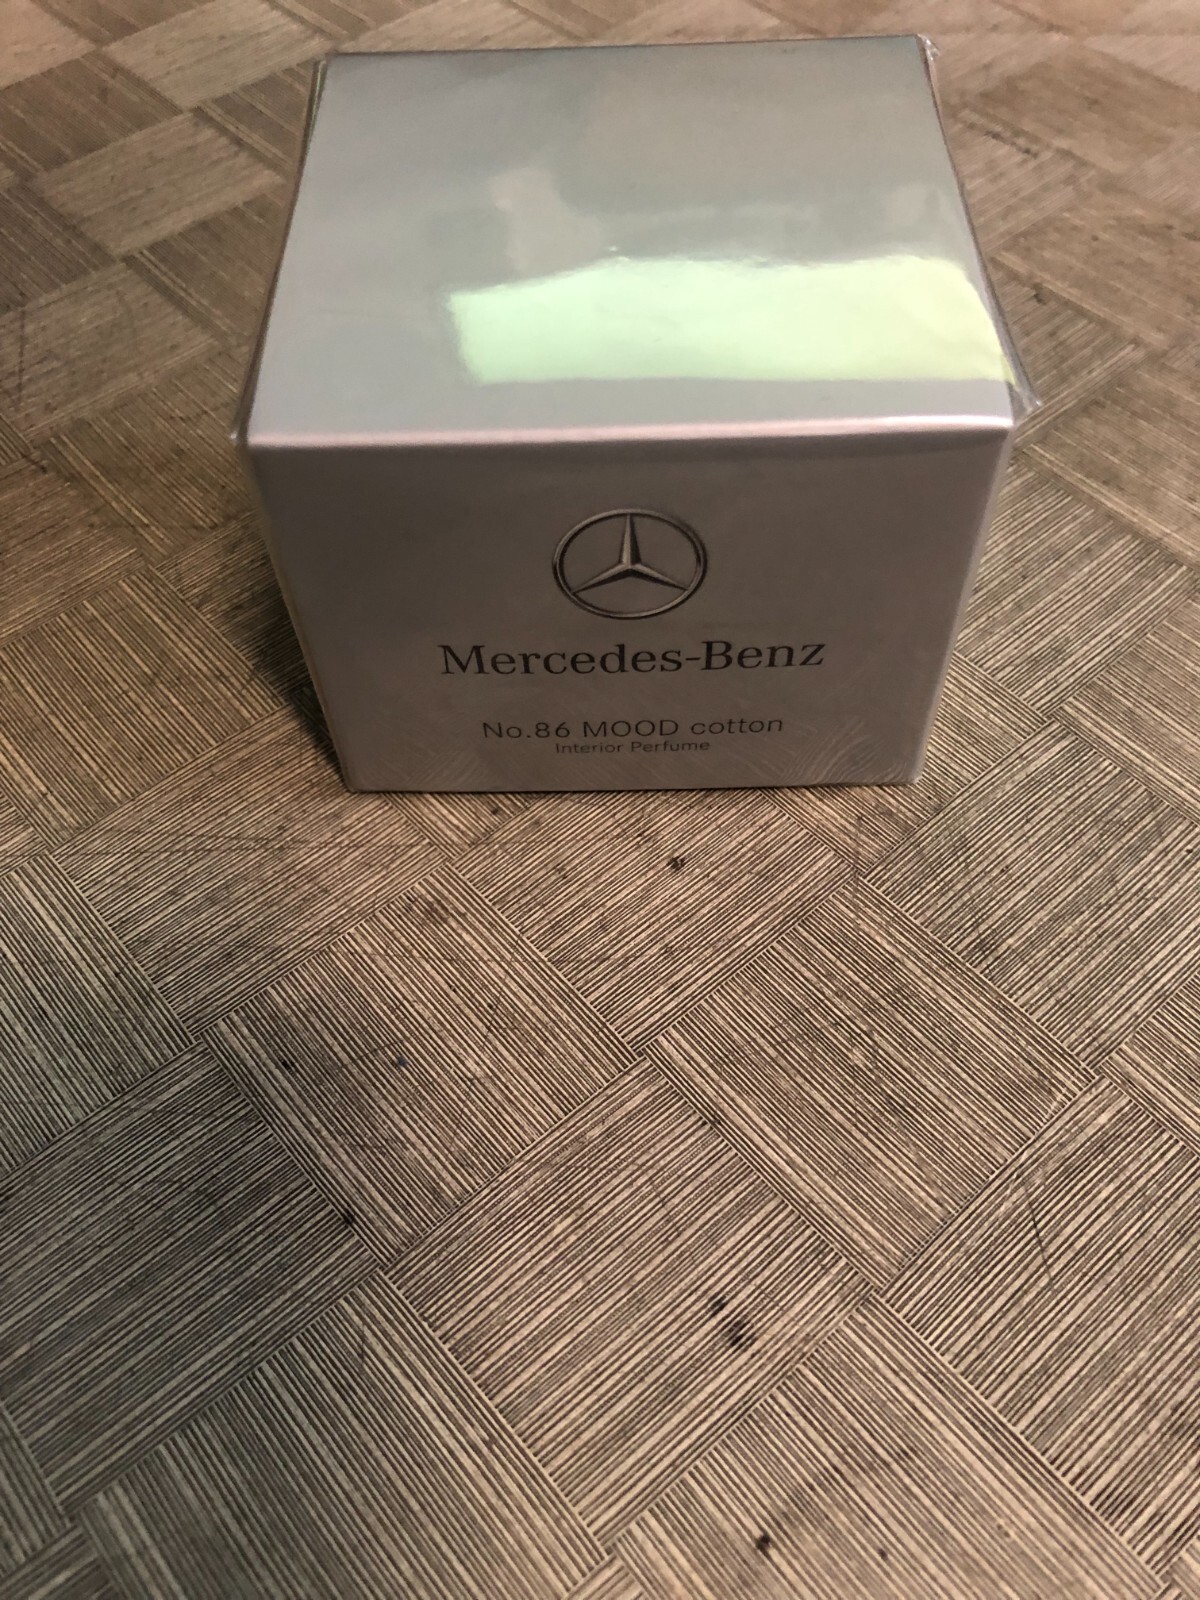 Mercedes-Benz
No.86 MOOD cotton
Interior Perfume